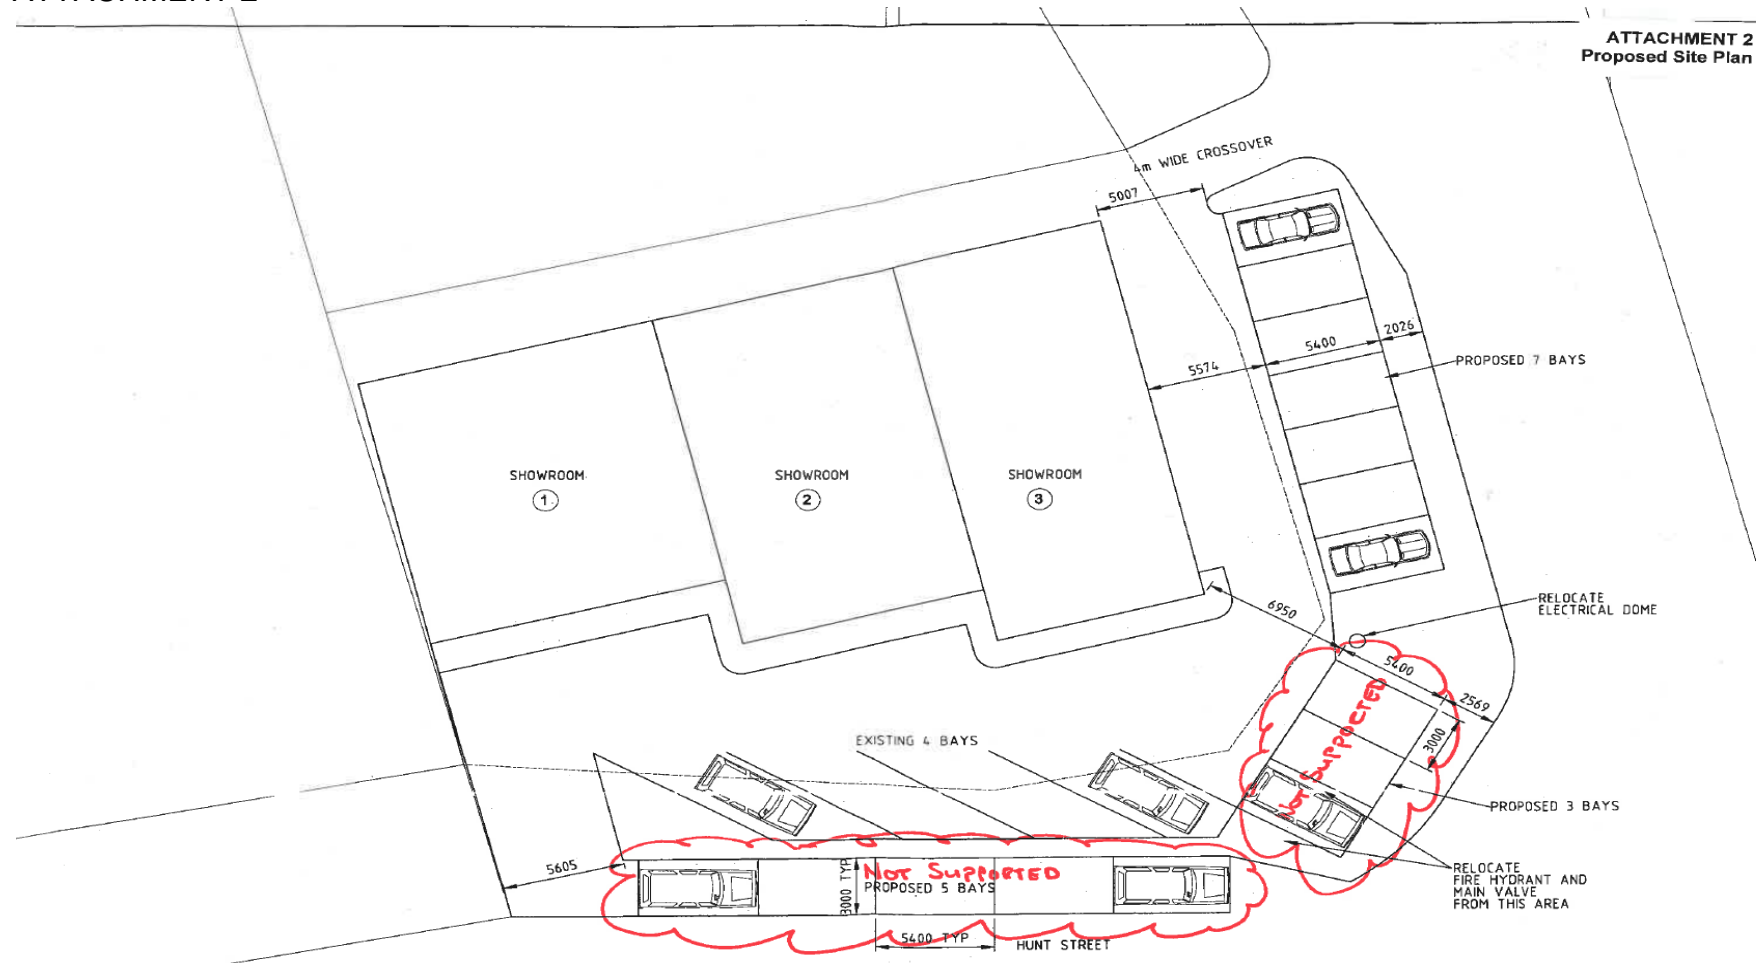 ATTACHMENT 2
Proposed Site Plan
4m WIDE CROSSOVER
5007
2026
5400
5574
PROPOSED 7 BAYS
SHOWROOM
1
SHOWROOM
2
SHOWROOM
3
RELOCATE
ELECTRICAL DOME
6950
5400
2569
3000
NOT SUPPORTED
EXISTING 4 BAYS
PROPOSED 3 BAYS
5605
3000 TYP
NOT SUPPORTED
PROPOSED 5 BAYS
RELOCATE
FIRE HYDRANT AND
MAIN VALVE
FROM THIS AREA
5400 TYP
HUNT STREET